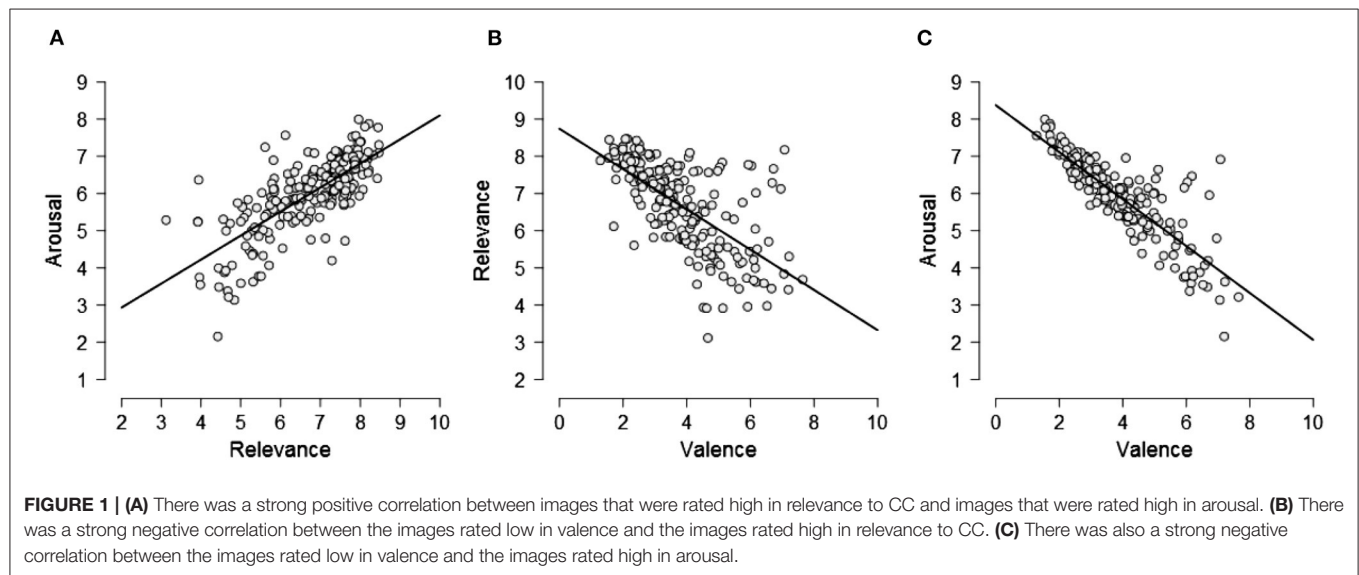 A
B
C
9
8
7
6
5
4
3
2
1
Arousal
2 3 4 5 6 7 8 9 10
Relevance
10
9
8
7
6
5
4
3
2
Relevance
0 2 4 6 8 10
Valence
9
8
7
6
5
4
3
2
1
Arousal
0 2 4 6 8 10
Valence
FIGURE 1 | (A) There was a strong positive correlation between images that were rated high in relevance to CC and images that were rated high in arousal. (B) There
was a strong negative correlation between the images rated low in valence and the images rated high in relevance to CC. (C) There was also a strong negative
correlation between the images rated low in valence and the images rated high in arousal.